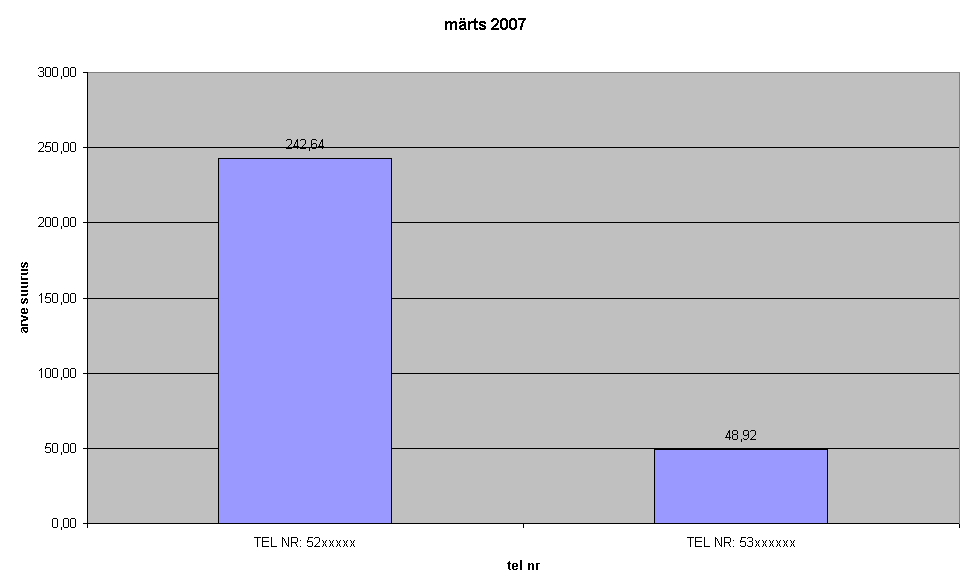 märts 2007
300,00
250,00
200,00
150,00
100,00
50,00
0,00
arve suurus
242,64
48,92
TEL NR: 52xxxxx
TEL NR: 53xxxxxx
tel nr